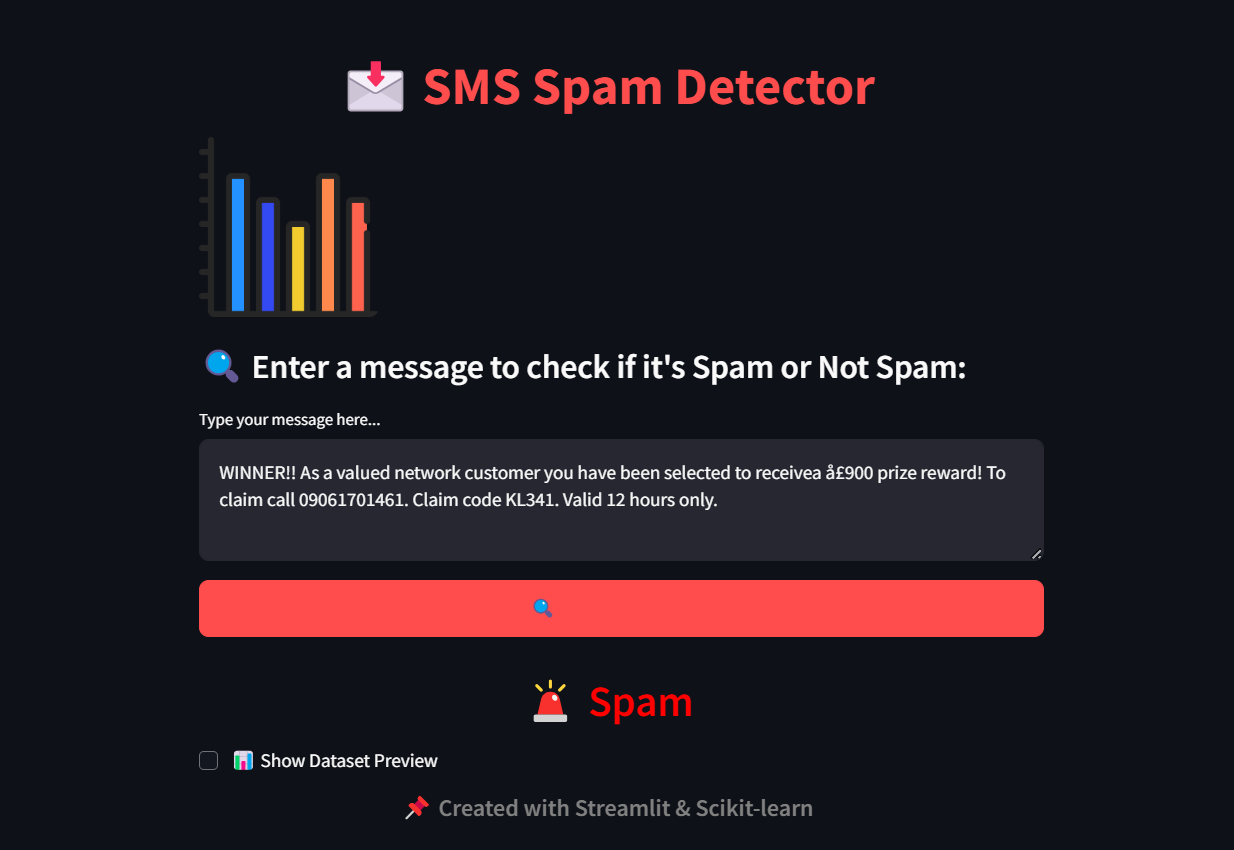 SMS Spam Detector
Enter a message to check if it's Spam or Not Spam:
Type your message here...
WINNER!! As a valued network customer you have been selected to receivea å£900 prize reward! To
claim call 09061701461. Claim code KL341. Valid 12 hours only.
Spam
Show Dataset Preview
Created with Streamlit & Scikit-learn